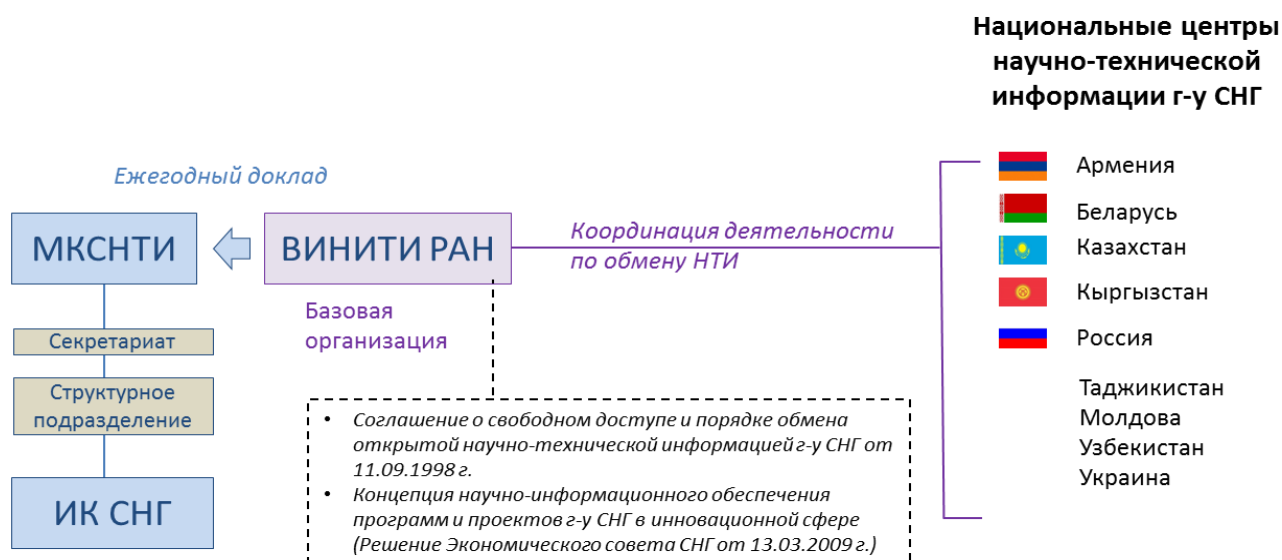 Национальные центры
научно-технической
информации г-у СНГ
Ежегодный доклад
МКСНТИ
ВИНИТИ РАН
Координация деятельности
по обмену НТИ
Базовая
организация
Секретариат
Структурное
подразделение
ИК СНГ
• Соглашение о свободном доступе и порядке обмена
открытой научно-технической информацией г-у СНГ от
11.09.1998 г.
• Концепция научно-информационного обеспечения
программ и проектов г-у СНГ в инновационной сфере
(Решение Экономического совета СНГ от 13.03.2009 г.)
Армения
Беларусь
Казахстан
Кыргызстан
Россия
Таджикистан
Молдова
Узбекистан
Украина